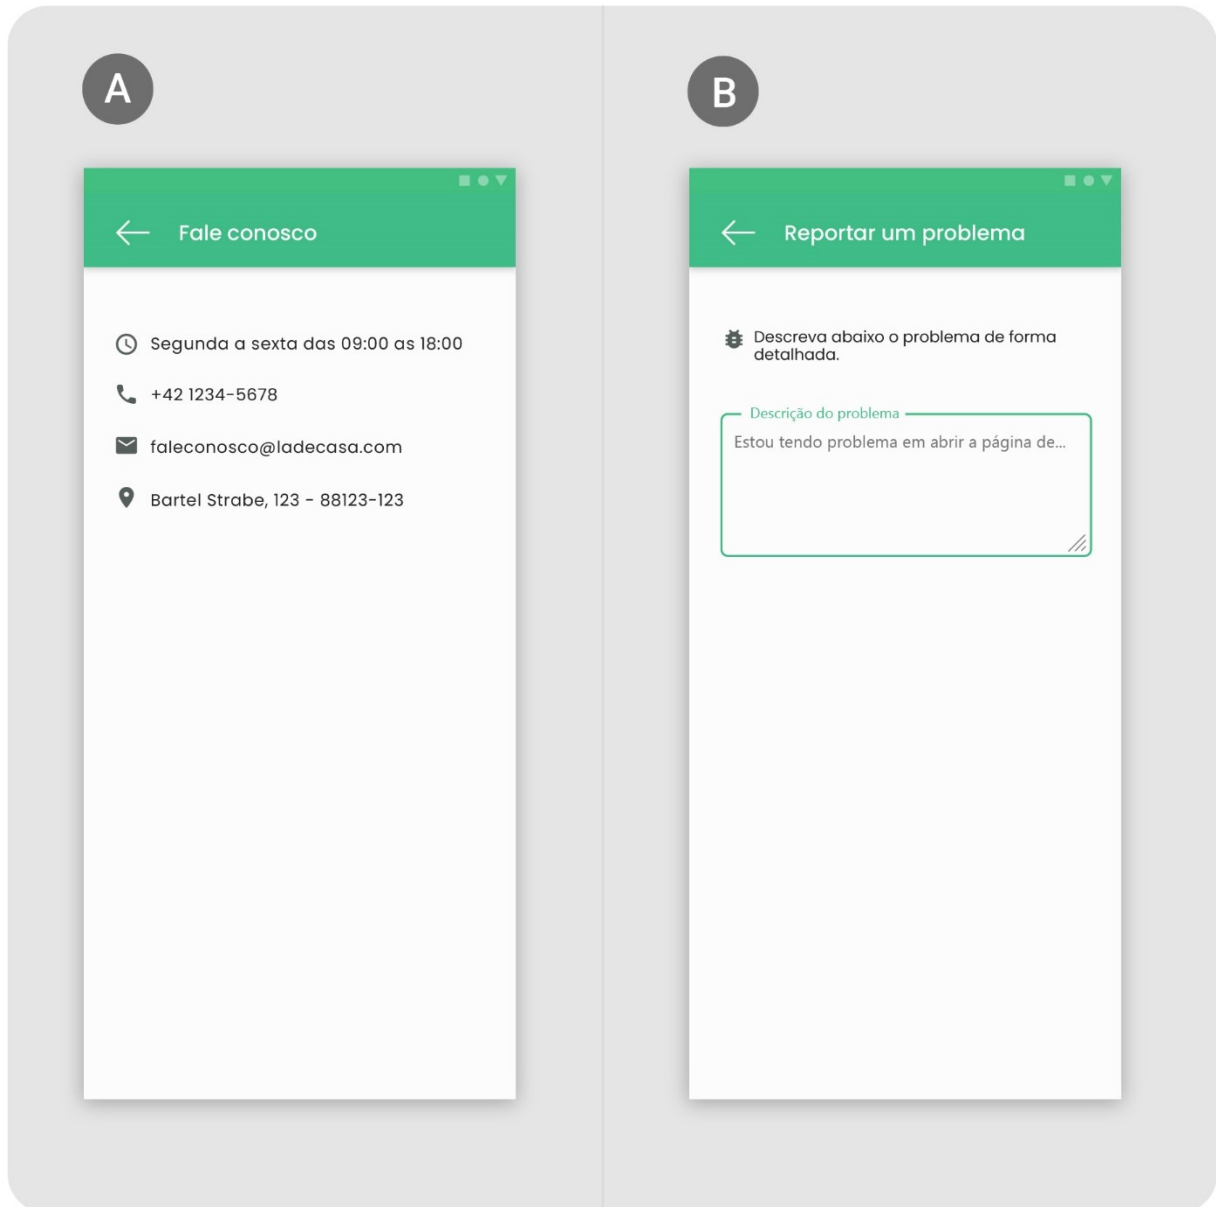 A
Fale conosco
Segunda a sexta das 09:00 as 18:00
+42 1234-5678
faleconosco@ladecasa.com
Bartel Strabe, 123 - 88123-123
B
Reportar um problema
Descreva abaixo o problema de forma
detalhada.
Descrição do problema
Estou tendo problema em abrir a página de...